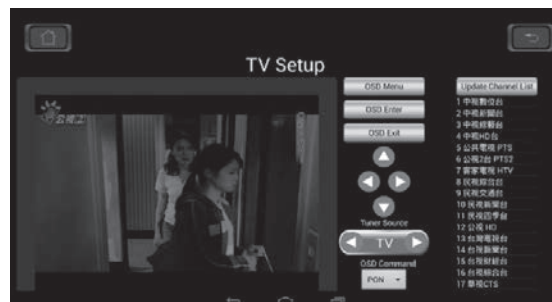 TV Setup
OSD Menu
OSD Enter
OSD Exit
Tuner Source
TV
OSD Command
PON
Update Channel List
1 中視數位台
2 中視新聞台
3 中視綜藝台
4 中視HD台
5 公共電視 PTS
6 公視2台 PTS2
7 客家電視 HTV
8 民視綜合台
9 民視交通台
10 民視新聞台
11 民視四季台
12 公視 HD
13 台灣電視台
14 台視新聞台
15 台視財經台
16 台視綜合台
17 華視CTS